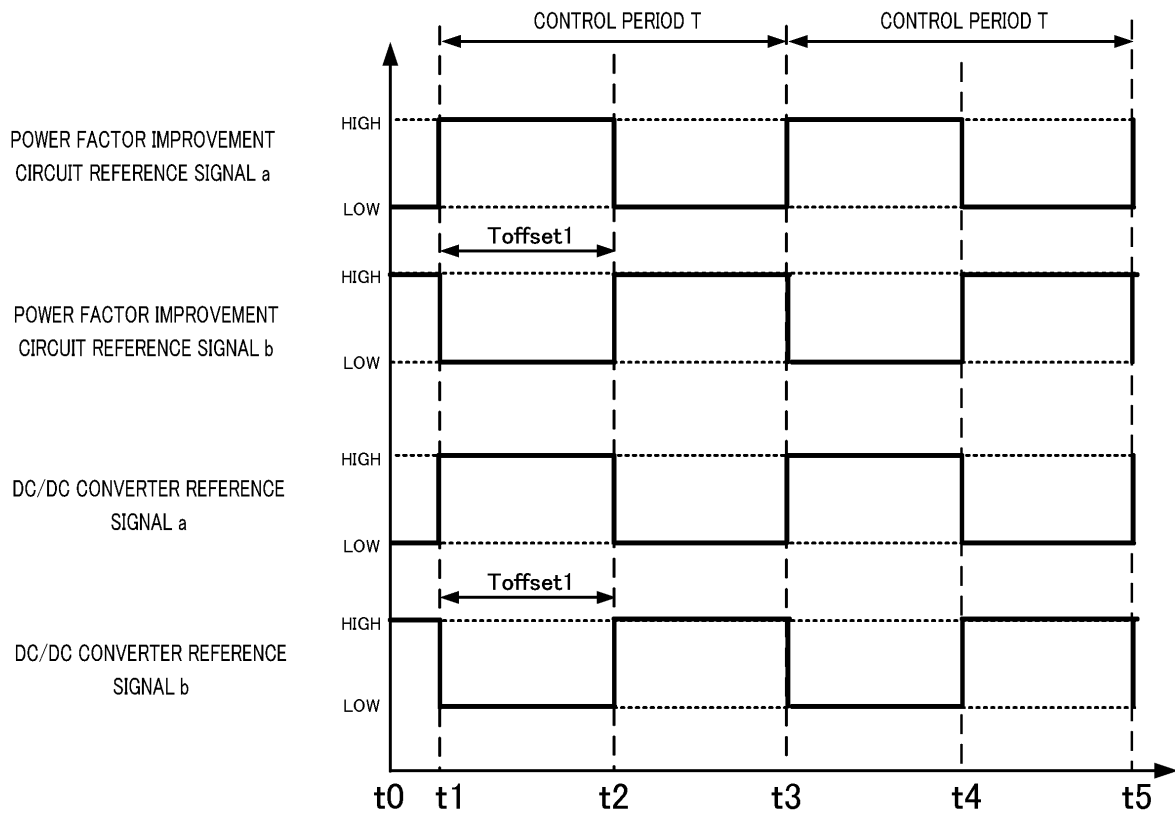 CONTROL PERIOD T
CONTROL PERIOD T
POWER FACTOR IMPROVEMENT
CIRCUIT REFERENCE SIGNAL a
HIGH
LOW
Toffset1
POWER FACTOR IMPROVEMENT
CIRCUIT REFERENCE SIGNAL b
HIGH
LOW
DC/DC CONVERTER REFERENCE
SIGNAL a
HIGH
LOW
Toffset1
DC/DC CONVERTER REFERENCE
SIGNAL b
HIGH
LOW
t0 t1 t2 t3 t4 t5